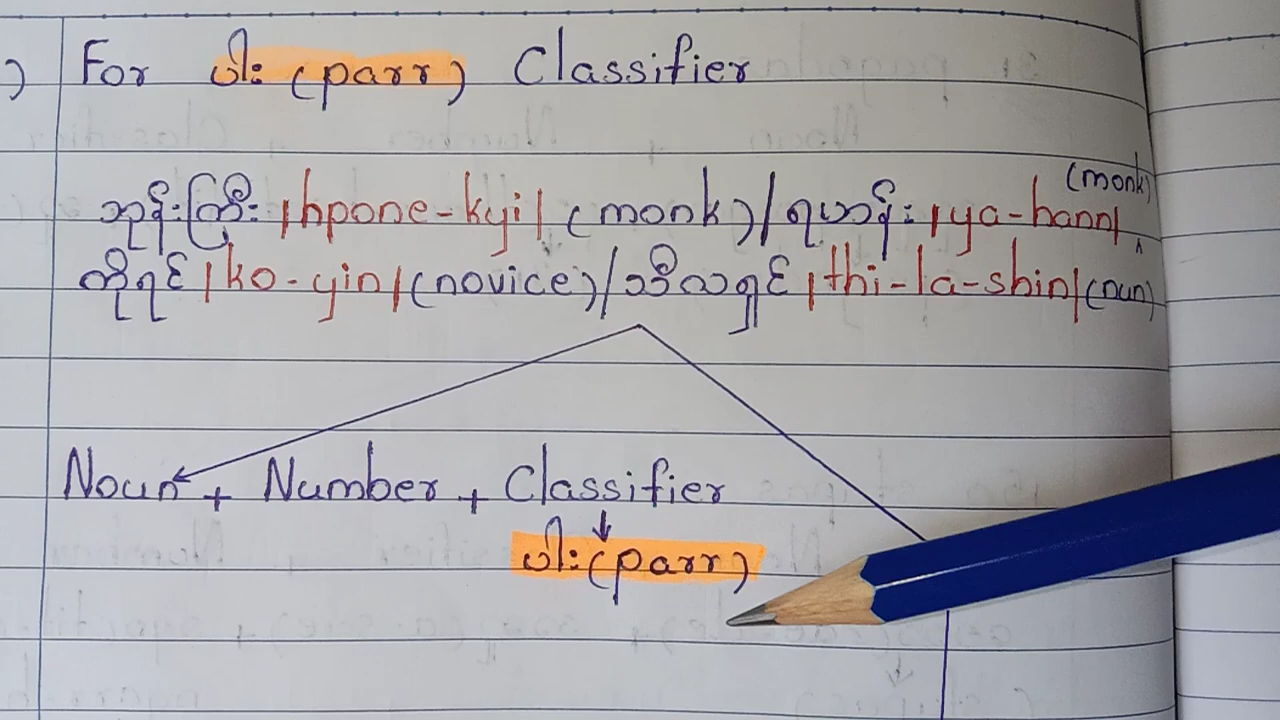 ) For ပါး (parr) Classifier
(monk)
ဘုန်းကြီး /hpone-kyi/ (monk)/ရဟန်း /ya-hann/
ကိုရင် /ko-yin/(novice)/သီလရှင် /thi-la-shin/(nun)
Noun + Number + Classifier
ပါး (parr)